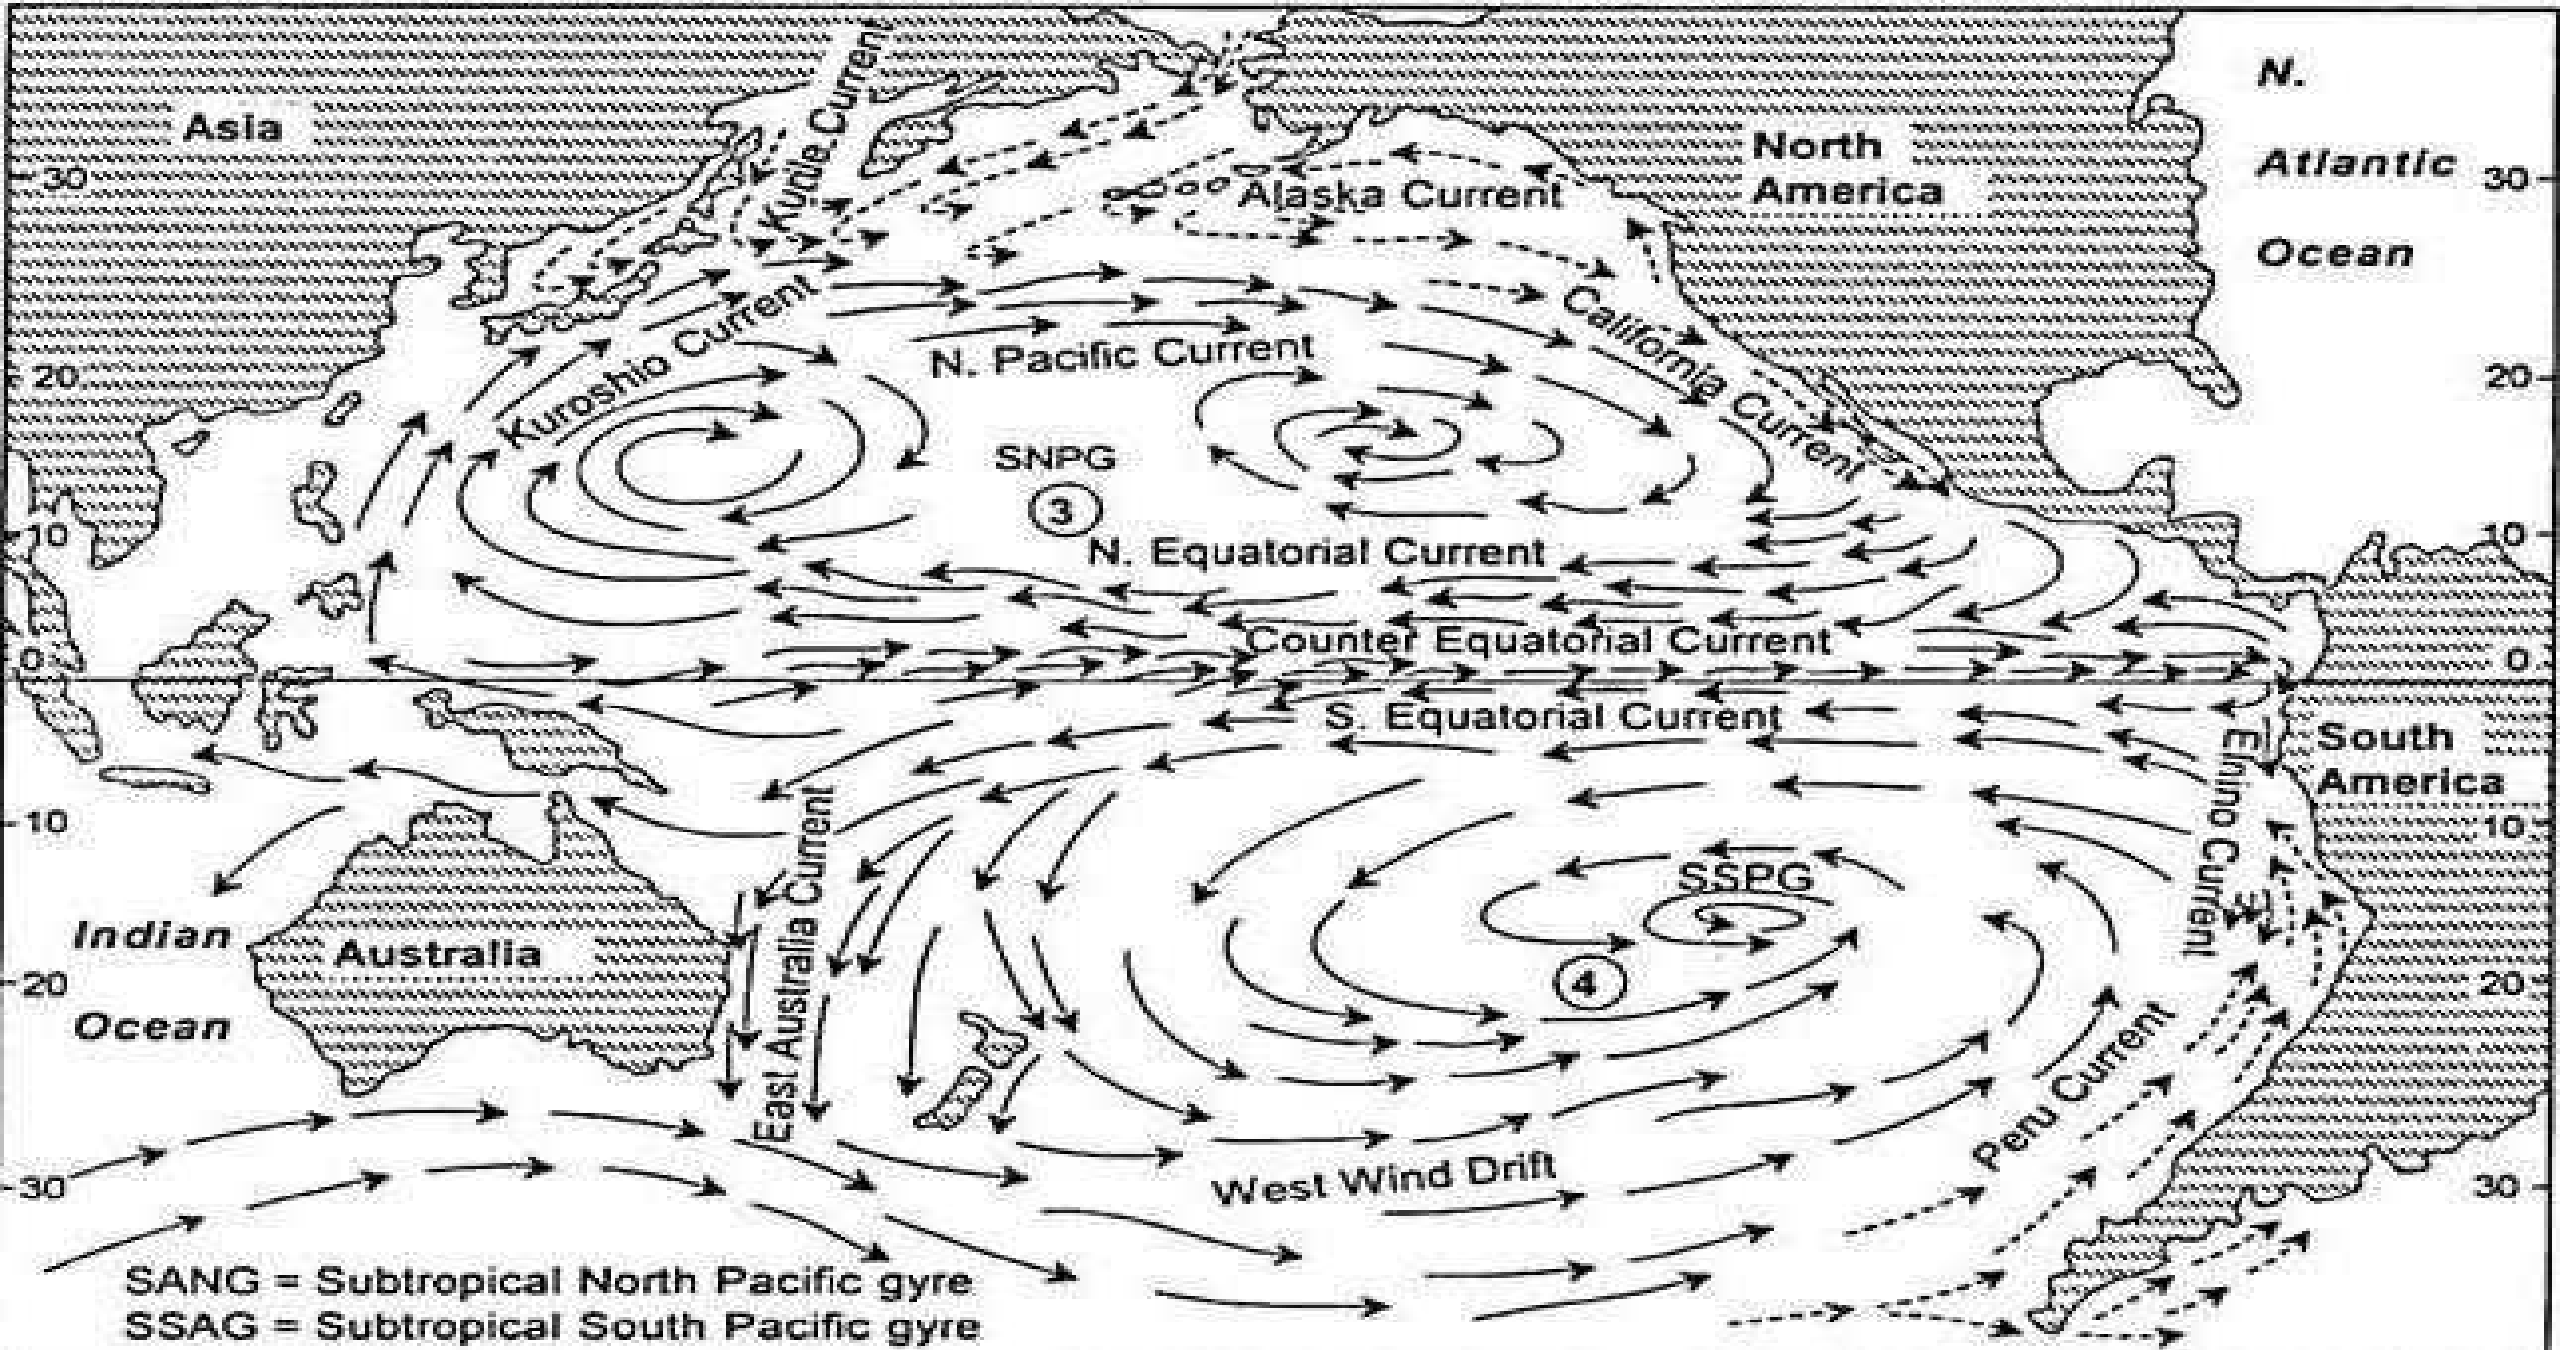 N.
Atlantic
Ocean
Asia
North
America
Kurile Current
30
30
Alaska Current
California Current
Kuroshio Current
N. Pacific Current
20
20
SNPG
3
10
10
N. Equatorial Current
Counter Equatorial Current
0
0
S. Equatorial Current
South
America
Elnino Current
10
10
East Australia Current
SSPG
4
Indian
Ocean
Australia
20
20
Peru Current
West Wind Drift
30
30
SANG = Subtropical North Pacific gyre
SSAG = Subtropical South Pacific gyre